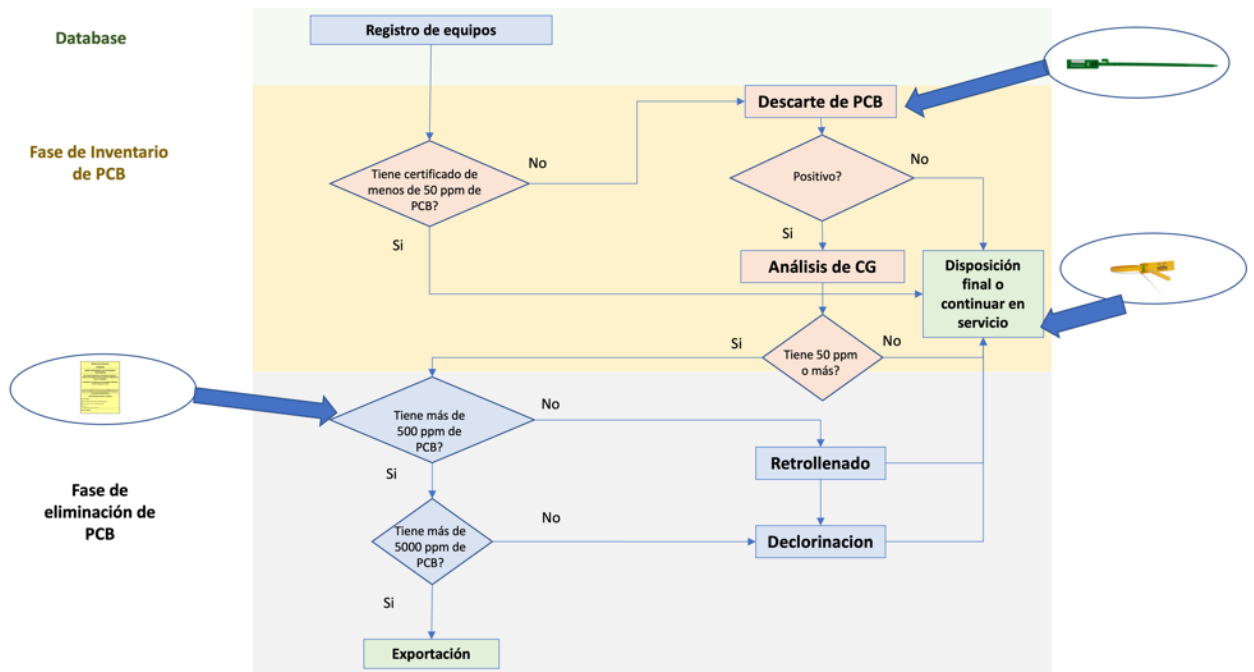 Database
Registro de equipos
Fase de Inventario
de PCB
Descarte de PCB
Tiene certificado de
menos de 50 ppm de
PCB?
No
Positivo?
No
Si
Si
Análisis de CG
Disposición
final o
continuar en
servicio
Si
Tiene 50 ppm
o más?
No
Tiene más de
500 ppm de
PCB?
No
Retrollenado
Si
Fase de
eliminación de
PCB
Tiene más de
5000 ppm de
PCB?
No
Declorinacion
Si
Exportación